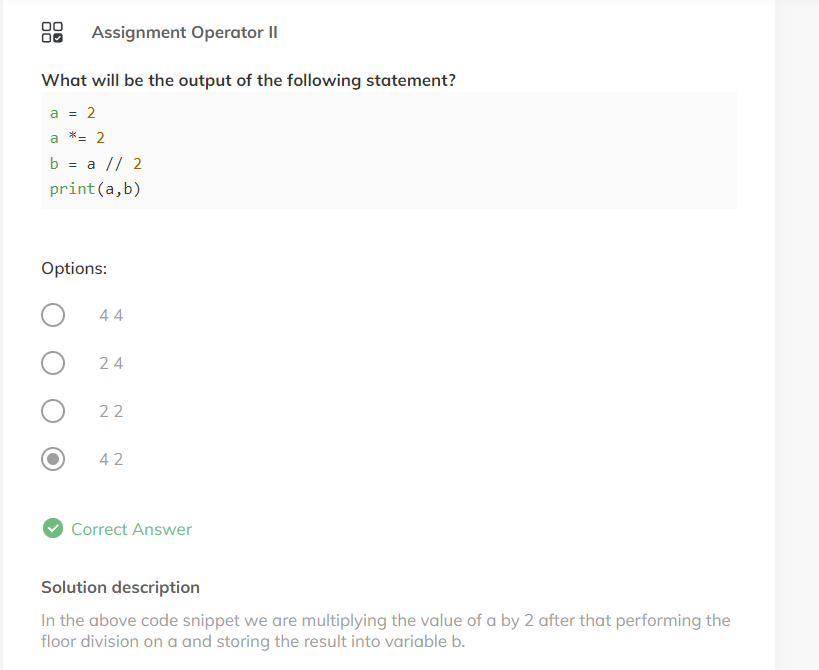 Assignment Operator II
What will be the output of the following statement?
a = 2
a *= 2
b = a // 2
print(a,b)
Options:
4 4
2 4
2 2
4 2
Correct Answer
Solution description
In the above code snippet we are multiplying the value of a by 2 after that performing the
floor division on a and storing the result into variable b.